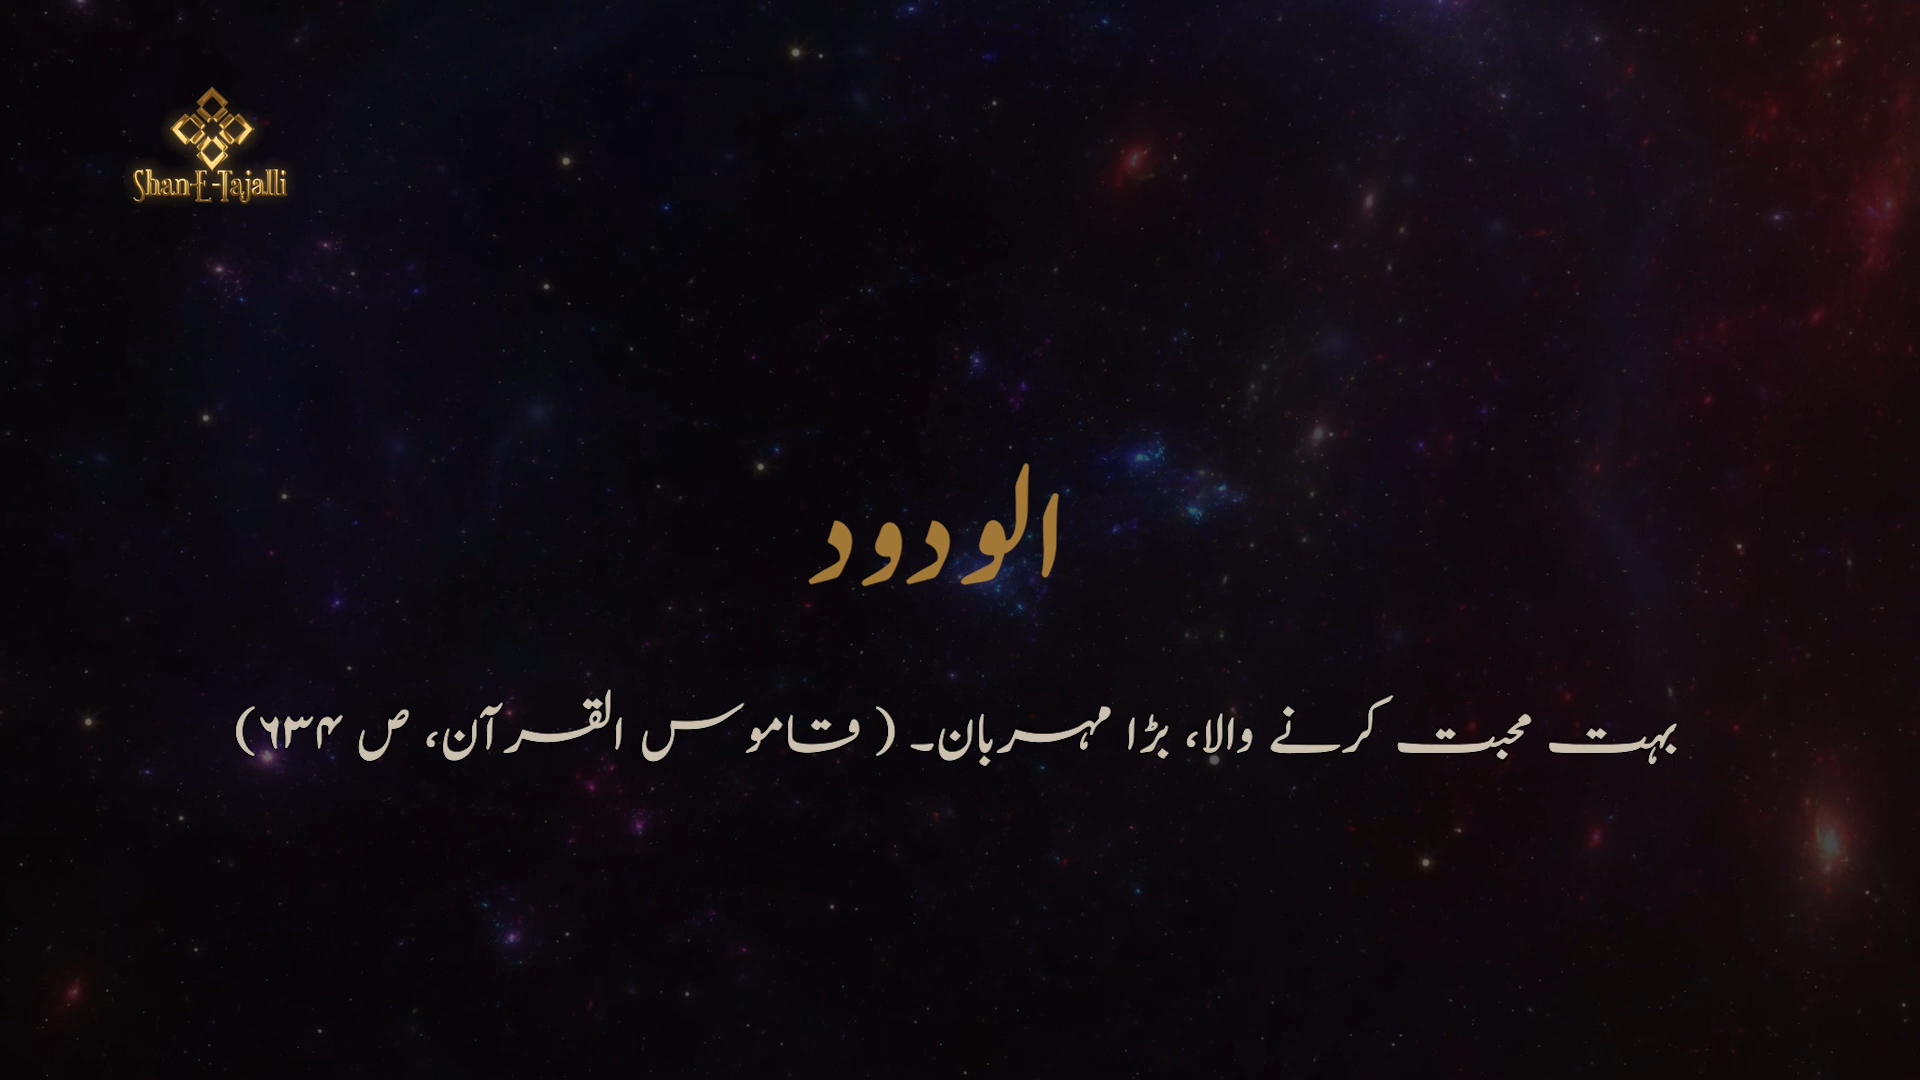 Shan-E-Tajalli
الودود
بہت محبت کرنے والا، بڑا مہربان۔ ( قاموس القرآن، ص ۶۳۴)